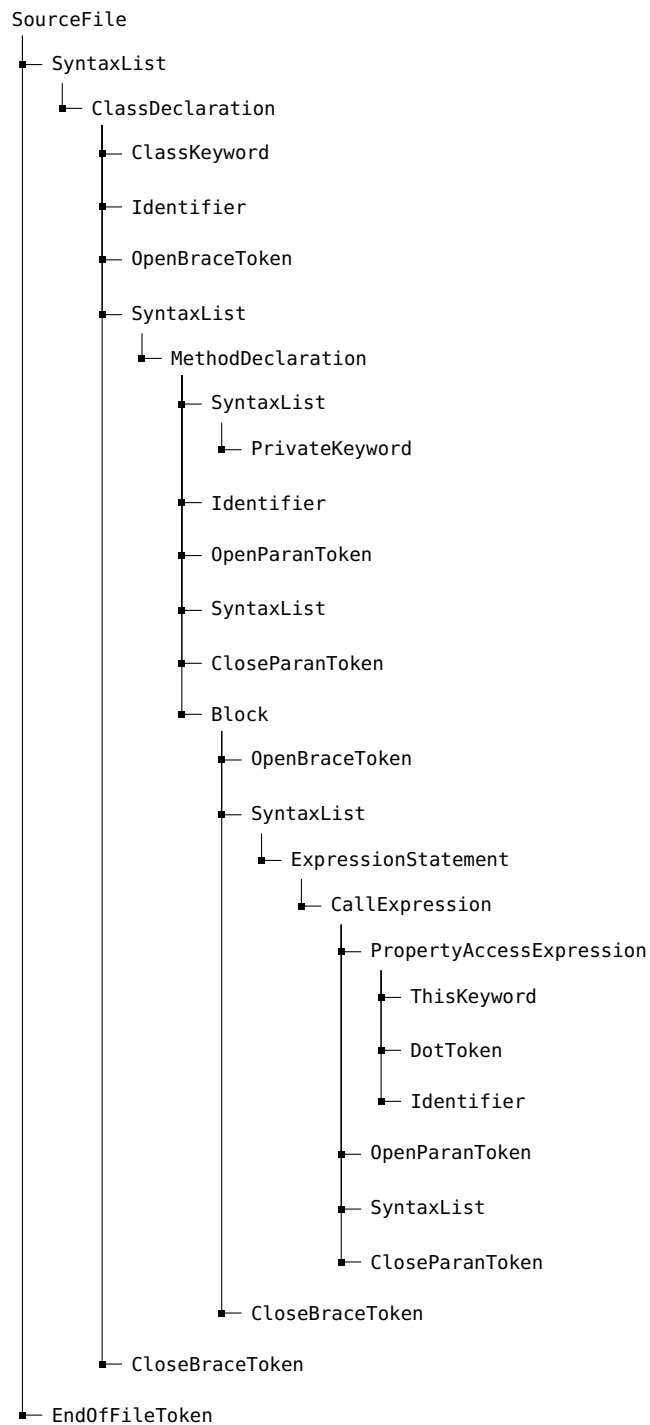 SourceFile
SyntaxList
ClassDeclaration
ClassKeyword
Identifier
OpenBraceToken
SyntaxList
MethodDeclaration
SyntaxList
PrivateKeyword
Identifier
OpenParanToken
SyntaxList
CloseParanToken
Block
OpenBraceToken
SyntaxList
ExpressionStatement
CallExpression
PropertyAccessExpression
ThisKeyword
DotToken
Identifier
OpenParanToken
SyntaxList
CloseParanToken
CloseBraceToken
CloseBraceToken
EndOfFileToken